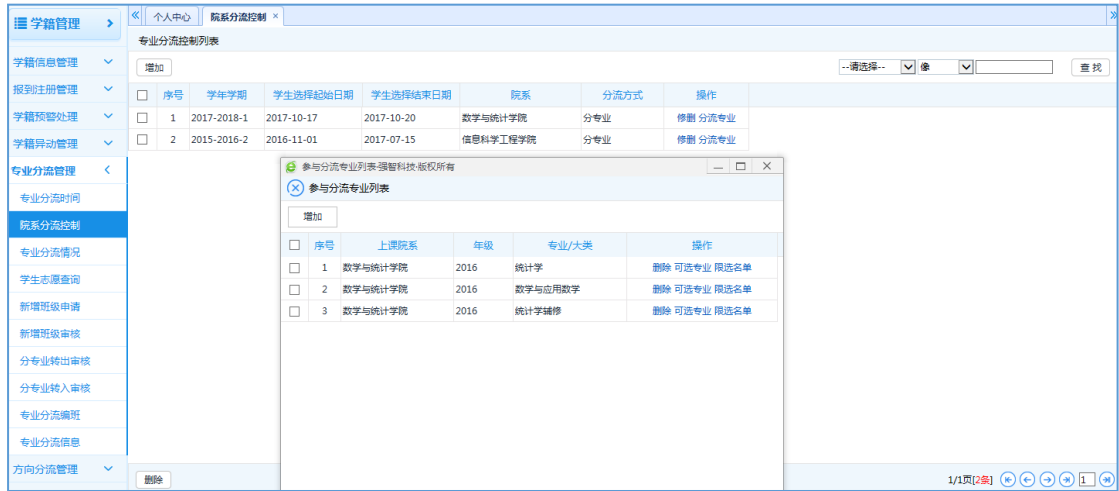 学籍管理
个人中心 院系分流控制 ×
专业分流控制列表
学籍信息管理
报到注册管理
学籍预警处理
学籍异动管理
专业分流管理
专业分流时间
院系分流控制
专业分流情况
学生志愿查询
新增班级申请
新增班级审核
分专业转出审核
分专业转入审核
专业分流编班
专业分流信息
方向分流管理
增加 --请选择-- 像 查 找
序号 学年学期 学生选择起始日期 学生选择结束日期 院系 分流方式 操作
1 2017-2018-1 2017-10-17 2017-10-20 数学与统计学院 分专业 修删 分流专业
2 2015-2016-2 2016-11-01 2017-07-15 信息科学工程学院 分专业 修删 分流专业
参与分流专业列表-强智科技·版权所有
参与分流专业列表
增加
序号 上课院系 年级 专业/大类 操作
1 数学与统计学院 2016 统计学 删除 可选专业 限选名单
2 数学与统计学院 2016 数学与应用数学 删除 可选专业 限选名单
3 数学与统计学院 2016 统计学辅修 删除 可选专业 限选名单
删除 1/1页[2条] 1